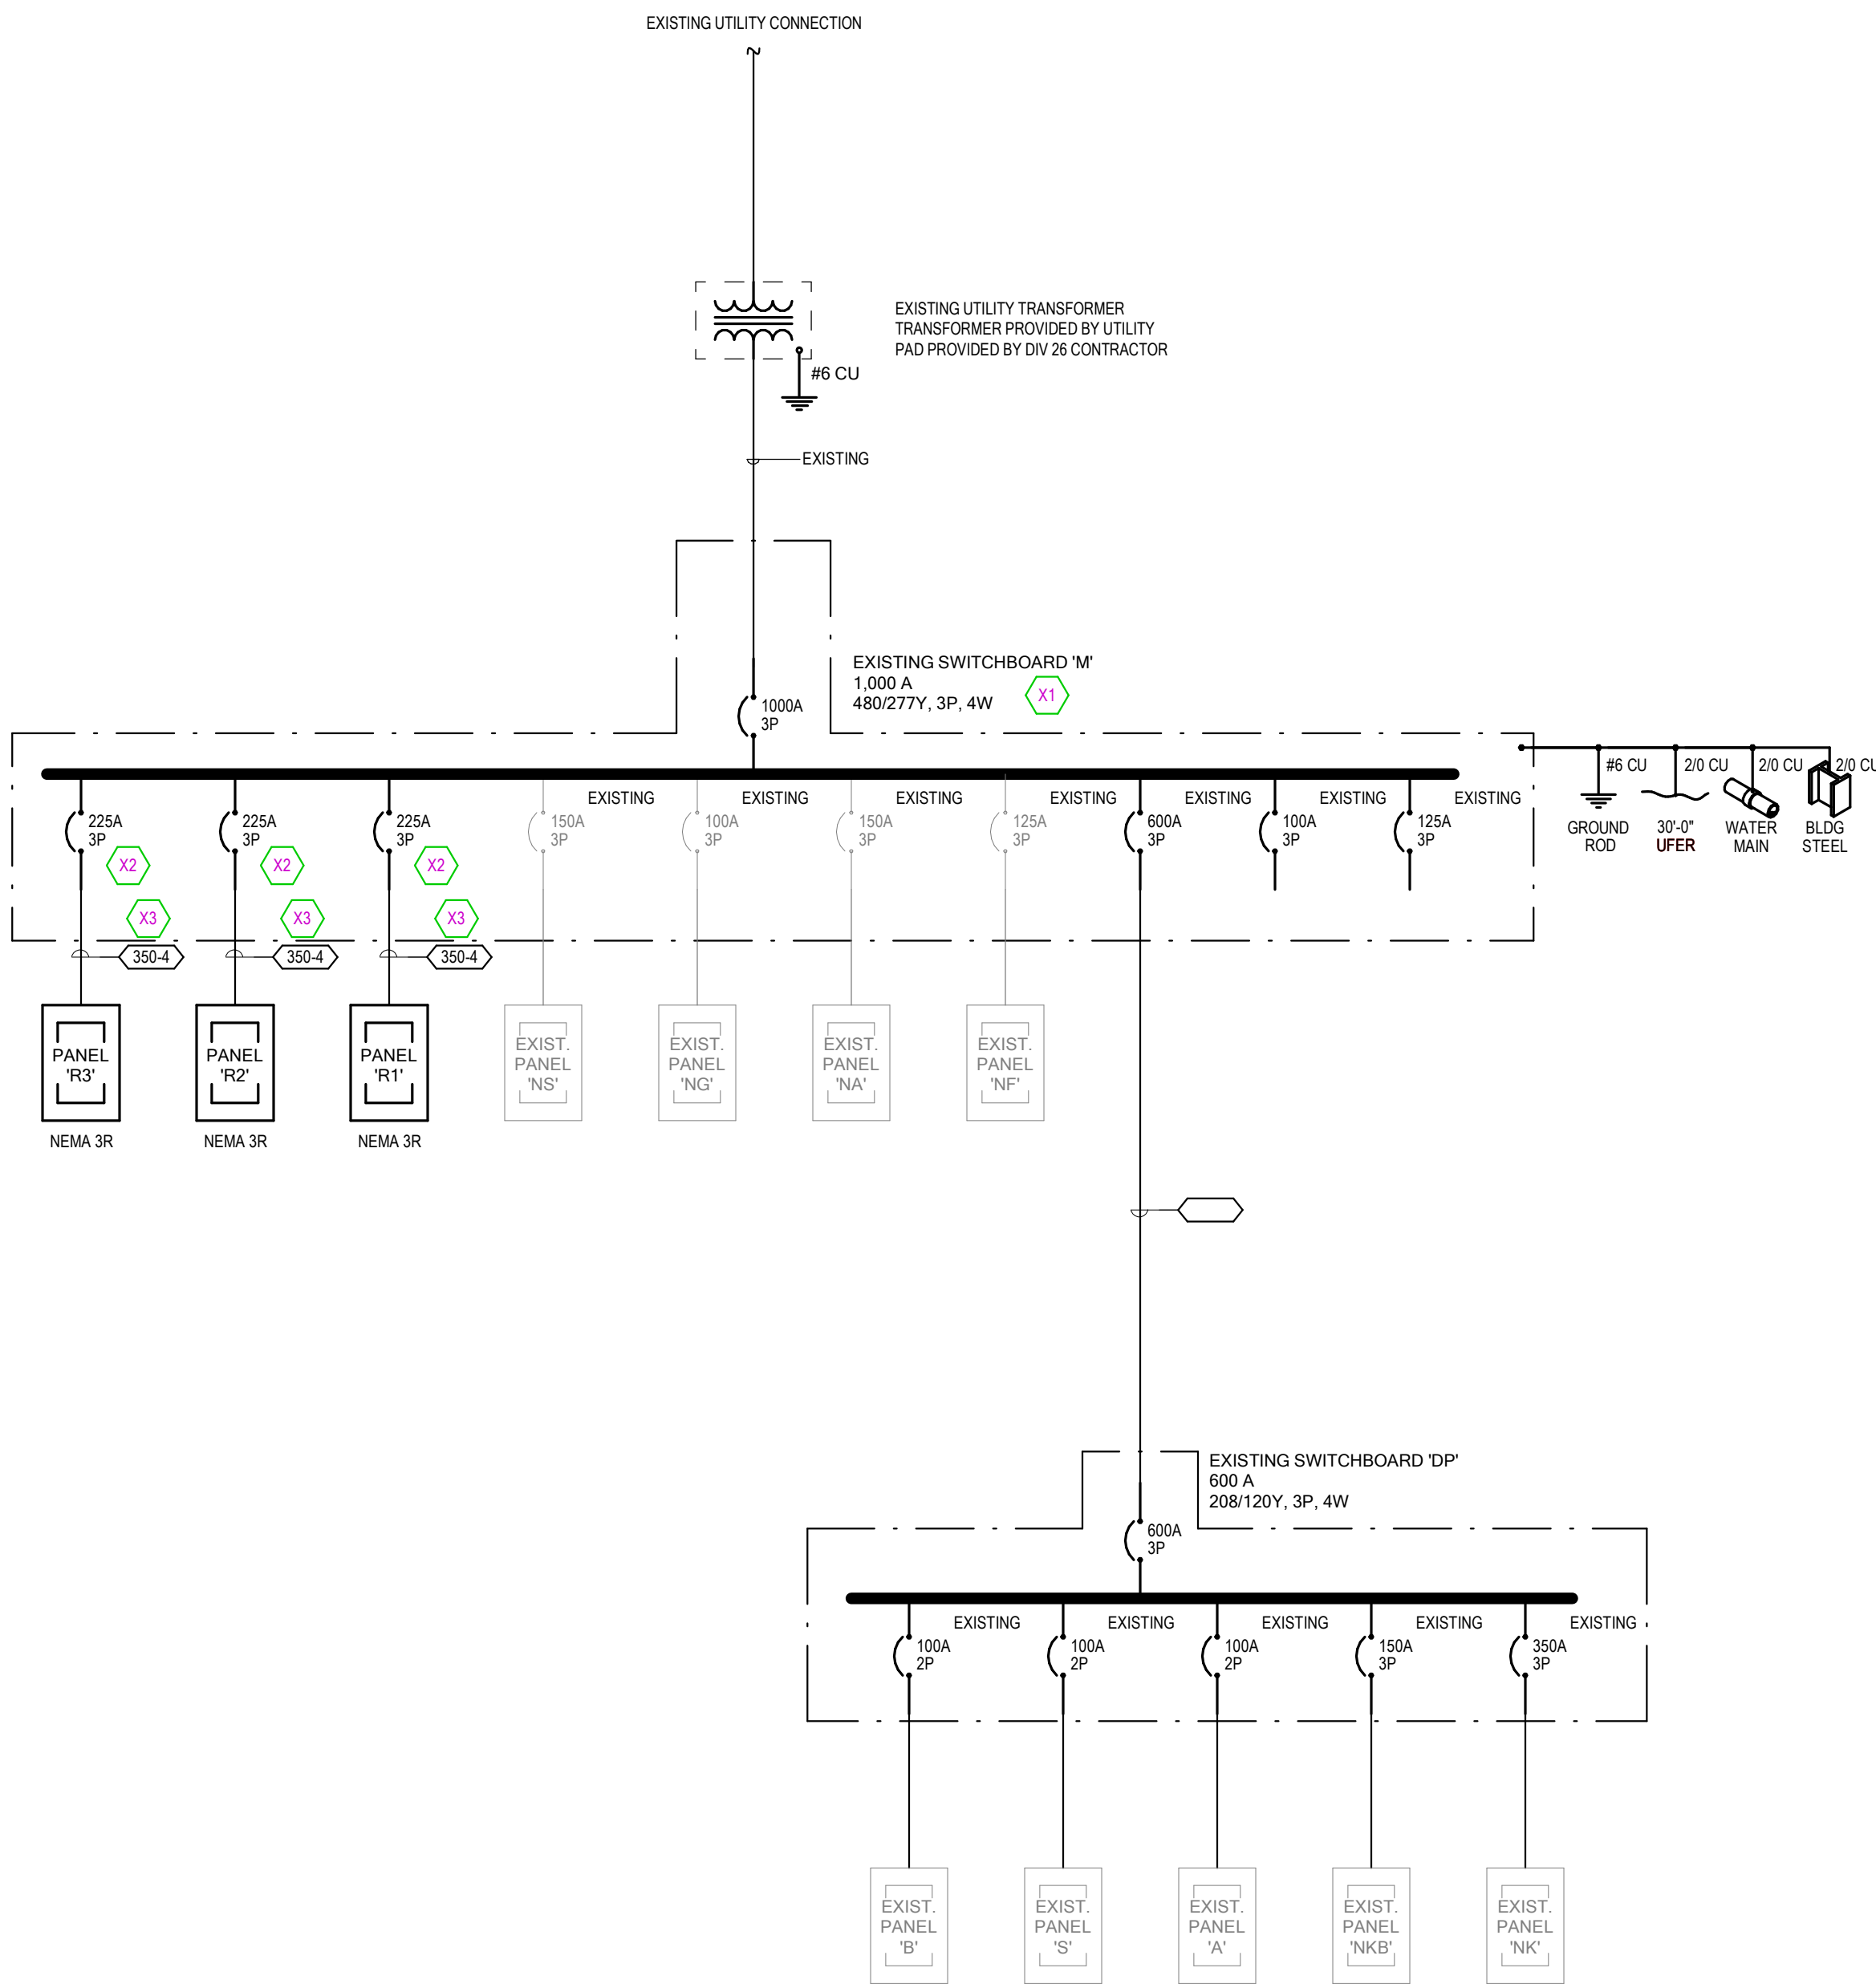 EXISTING UTILITY CONNECTION
EXISTING UTILITY TRANSFORMER
TRANSFORMER PROVIDED BY UTILITY
PAD PROVIDED BY DIV 26 CONTRACTOR
#6 CU
EXISTING
EXISTING SWITCHBOARD 'M'
1,000 A
480/277Y, 3P, 4W
X1
1000A
3P
#6 CU
2/0 CU
2/0 CU
2/0 CU
GROUND
ROD
30'-0"
UFER
WATER
MAIN
BLDG
STEEL
EXISTING
EXISTING
EXISTING
EXISTING
EXISTING
EXISTING
EXISTING
225A
3P
225A
3P
225A
3P
150A
3P
100A
3P
150A
3P
125A
3P
600A
3P
100A
3P
125A
3P
X2
X2
X2
X3
X3
X3
350-4
350-4
350-4
PANEL
'R3'
PANEL
'R2'
PANEL
'R1'
EXIST.
PANEL
'NS'
EXIST.
PANEL
'NG'
EXIST.
PANEL
'NA'
EXIST.
PANEL
'NF'
NEMA 3R
NEMA 3R
NEMA 3R
EXISTING SWITCHBOARD 'DP'
600 A
208/120Y, 3P, 4W
600A
3P
EXISTING
EXISTING
EXISTING
EXISTING
EXISTING
100A
2P
100A
2P
100A
2P
150A
3P
350A
3P
EXIST.
PANEL
'B'
EXIST.
PANEL
'S'
EXIST.
PANEL
'A'
EXIST.
PANEL
'NKB'
EXIST.
PANEL
'NK'